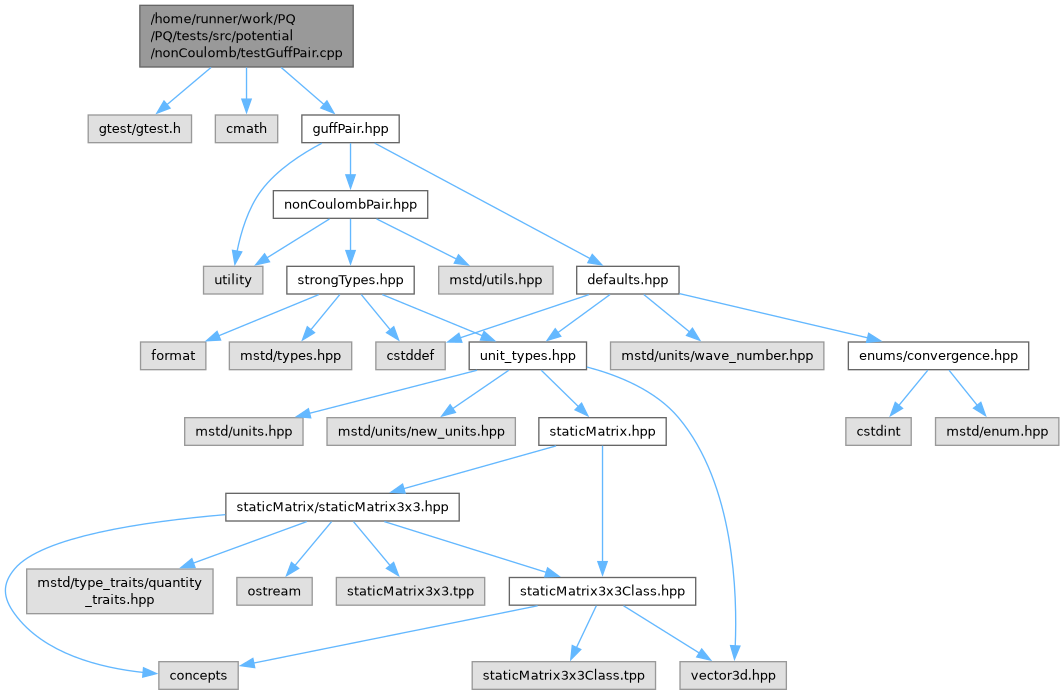 /home/runner/work/PQ
/PQ/tests/src/potential
/nonCoulomb/testGuffPair.cpp
gtest/gtest.h
cmath
guffPair.hpp
nonCoulombPair.hpp
utility
strongTypes.hpp
mstd/utils.hpp
defaults.hpp
format
mstd/types.hpp
cstddef
unit_types.hpp
mstd/units/wave_number.hpp
enums/convergence.hpp
mstd/units.hpp
mstd/units/new_units.hpp
staticMatrix.hpp
cstdint
mstd/enum.hpp
staticMatrix/staticMatrix3x3.hpp
mstd/type_traits/quantity
_traits.hpp
ostream
staticMatrix3x3.tpp
staticMatrix3x3Class.hpp
concepts
staticMatrix3x3Class.tpp
vector3d.hpp